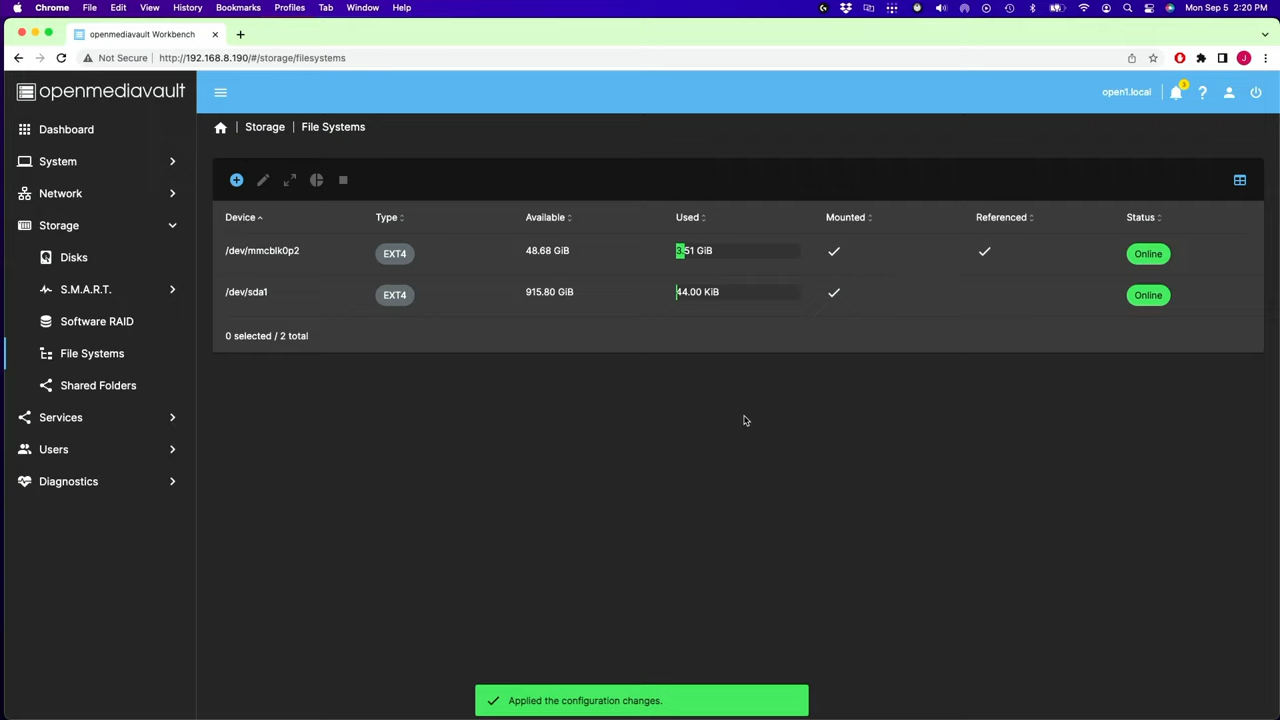 Chrome File Edit View History Bookmarks Profiles Tab Window Help Mon Sep 5 2:20 PM
openmediavault Workbench
Not Secure http://192.168.8.190/#/storage/filesystems J
openmediavault open1.local 3
Storage | File Systems
Dashboard
System
Network
Storage
Disks
S.M.A.R.T.
Software RAID
File Systems
Shared Folders
Services
Users
Diagnostics
Device Type Available Used Mounted Referenced Status
/dev/mmcblk0p2 EXT4 48.68 GiB 3.51 GiB Online
/dev/sda1 EXT4 915.80 GiB 44.00 KiB Online
0 selected / 2 total
Applied the configuration changes.